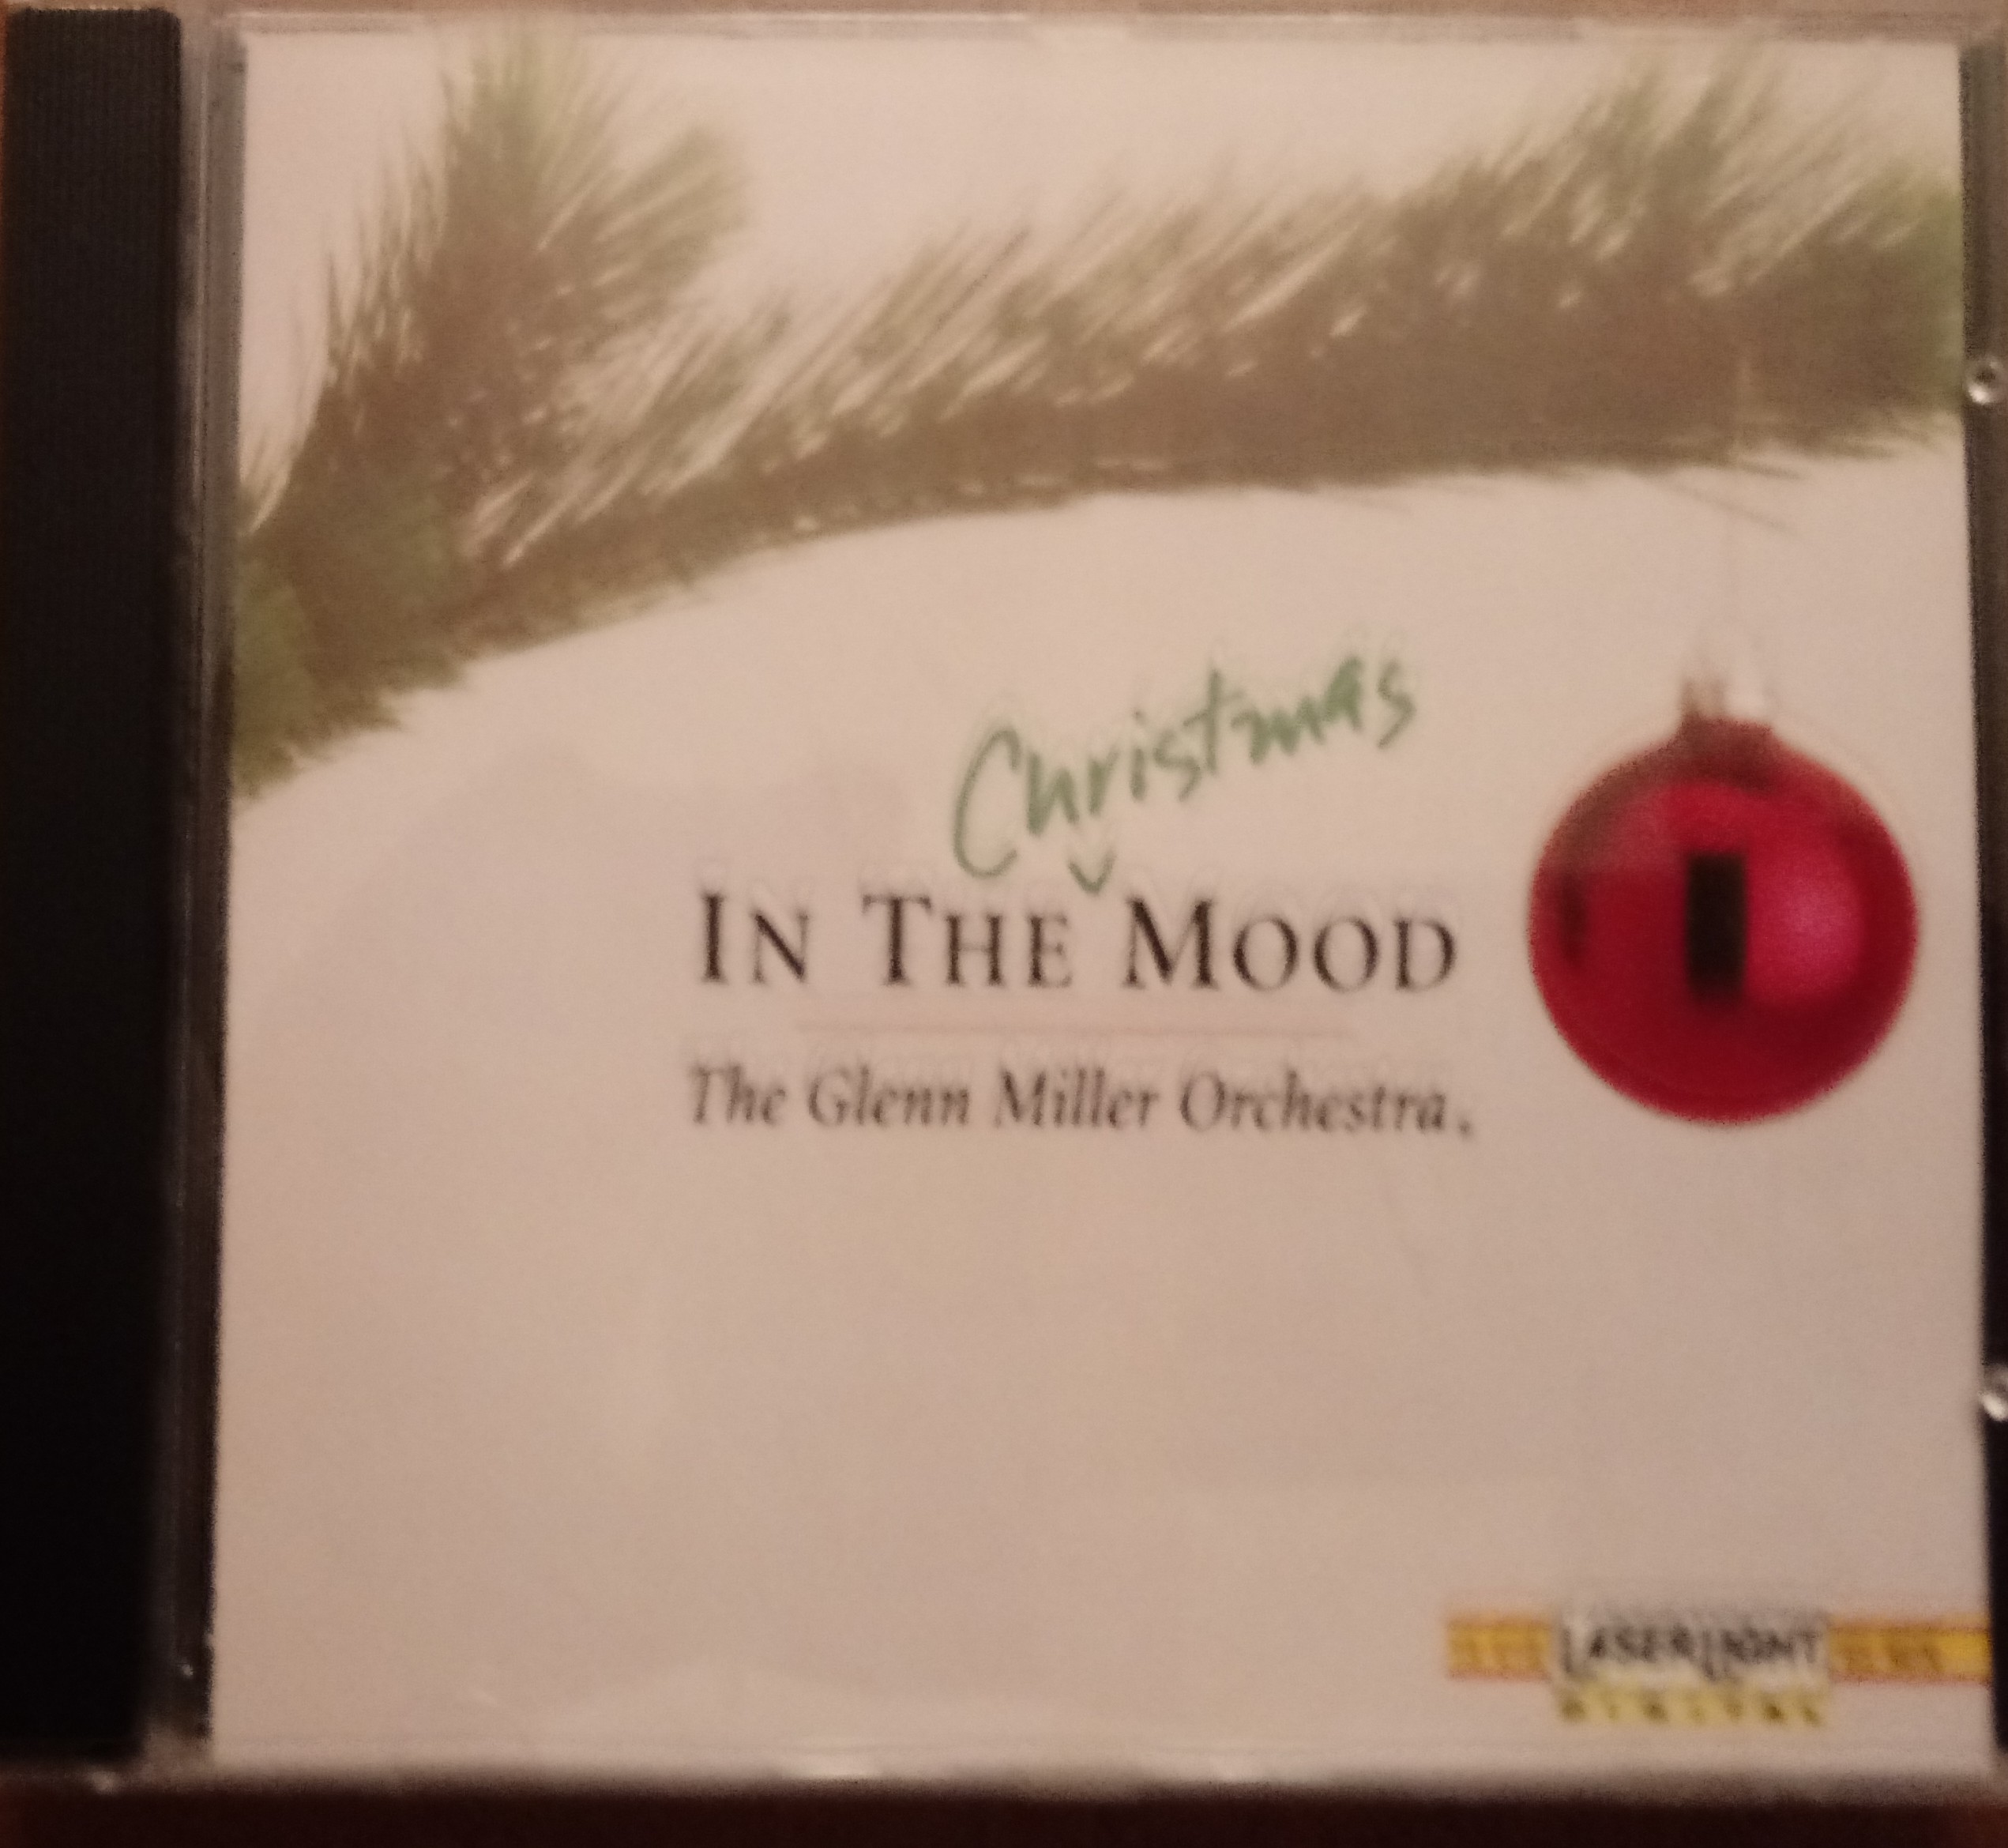 Christmas
IN THE MOOD
The Glenn Miller Orchestra.
LASERLIGHT
DIGITAL